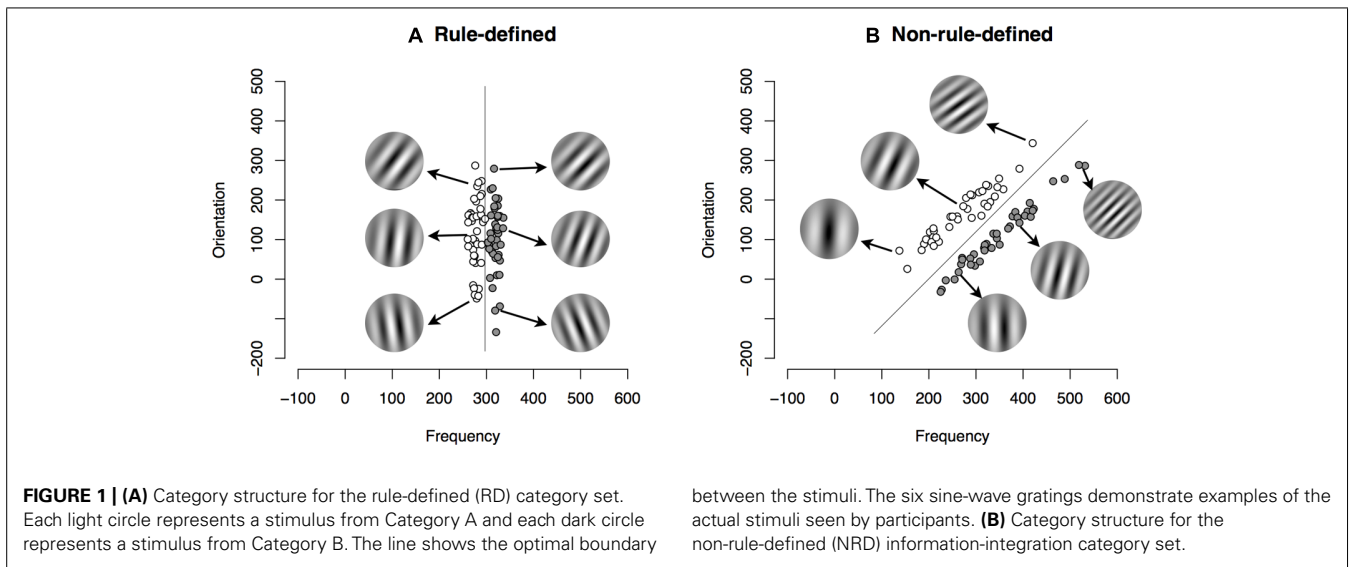 A Rule-defined
B Non-rule-defined
500
400
300
200
100
0
−200
Orientation
−100 0 100 200 300 400 500 600
Frequency
500
400
300
200
100
0
−200
Orientation
−100 0 100 200 300 400 500 600
Frequency
FIGURE 1 | (A) Category structure for the rule-defined (RD) category set.
Each light circle represents a stimulus from Category A and each dark circle
represents a stimulus from Category B. The line shows the optimal boundary
between the stimuli. The six sine-wave gratings demonstrate examples of the
actual stimuli seen by participants. (B) Category structure for the
non-rule-defined (NRD) information-integration category set.